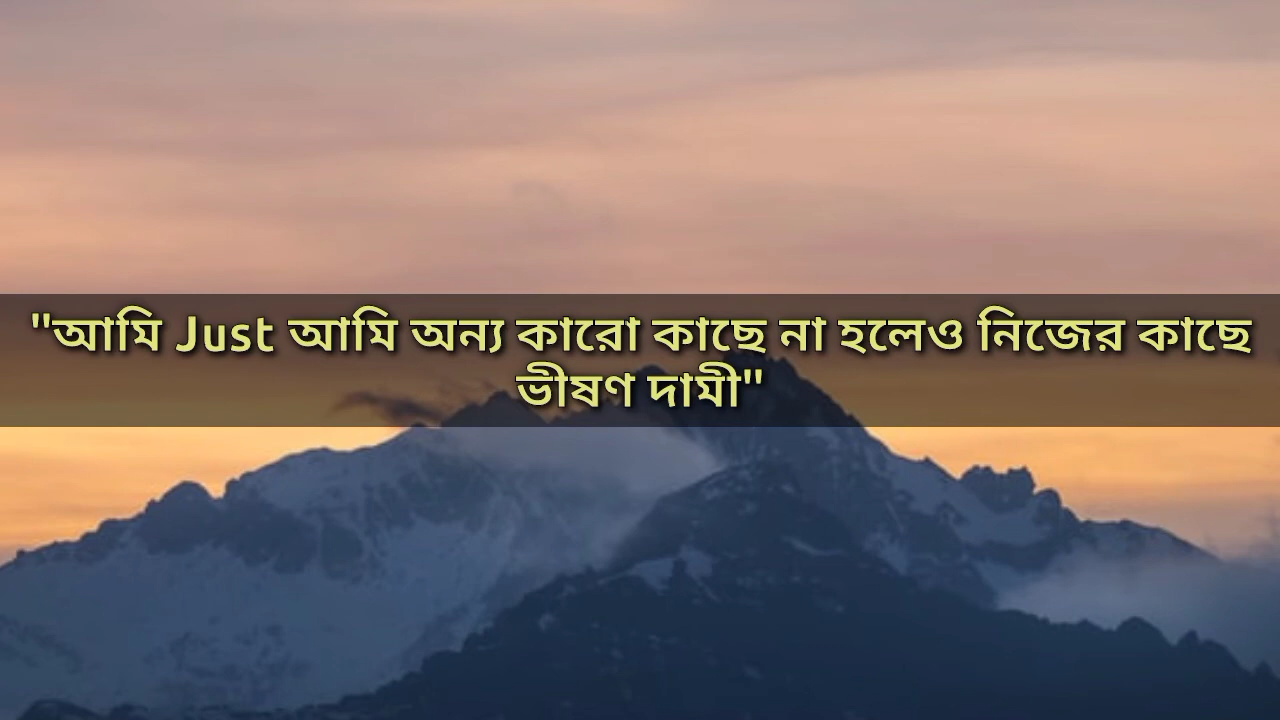 "আমি Just আমি অন্য কারো কাছে না হলেও নিজের কাছে
ভীষণ দামী"